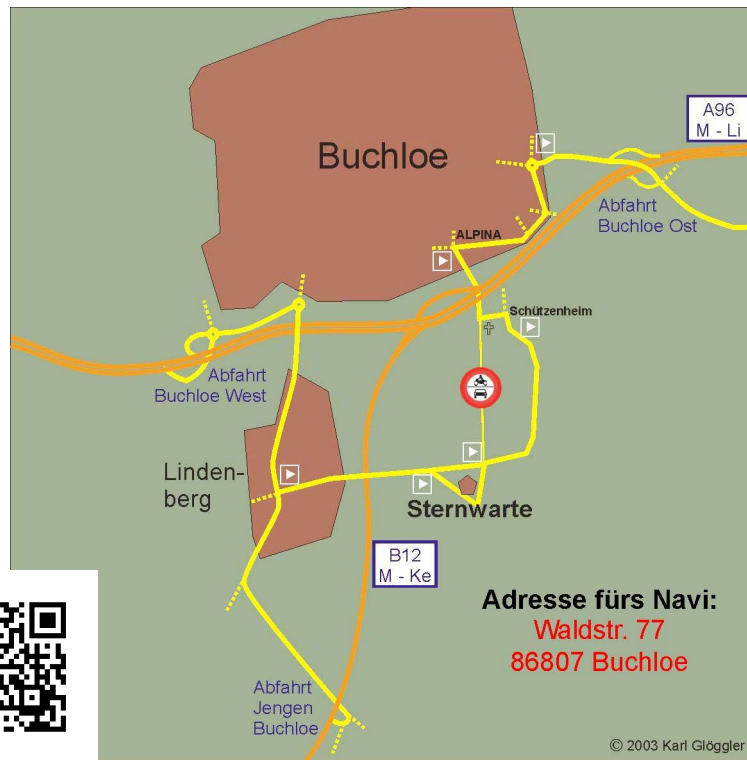 A96
M - Li
Buchloe
Abfahrt
Buchloe Ost
ALPINA
Schützenheim
Abfahrt
Buchloe West
Linden-
berg
Sternwarte
B12
M - Ke
Adresse fürs Navi:
Waldstr. 77
86807 Buchloe
Abfahrt
Jengen
Buchloe
© 2003 Karl Glöggler